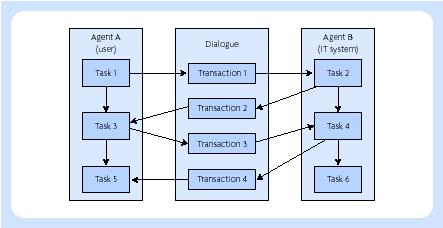 Agent A
(user)
Dialogue
Agent B
(IT system)
Task 1
Transaction 1
Task 2
Transaction 2
Task 3
Task 4
Transaction 3
Task 5
Transaction 4
Task 6